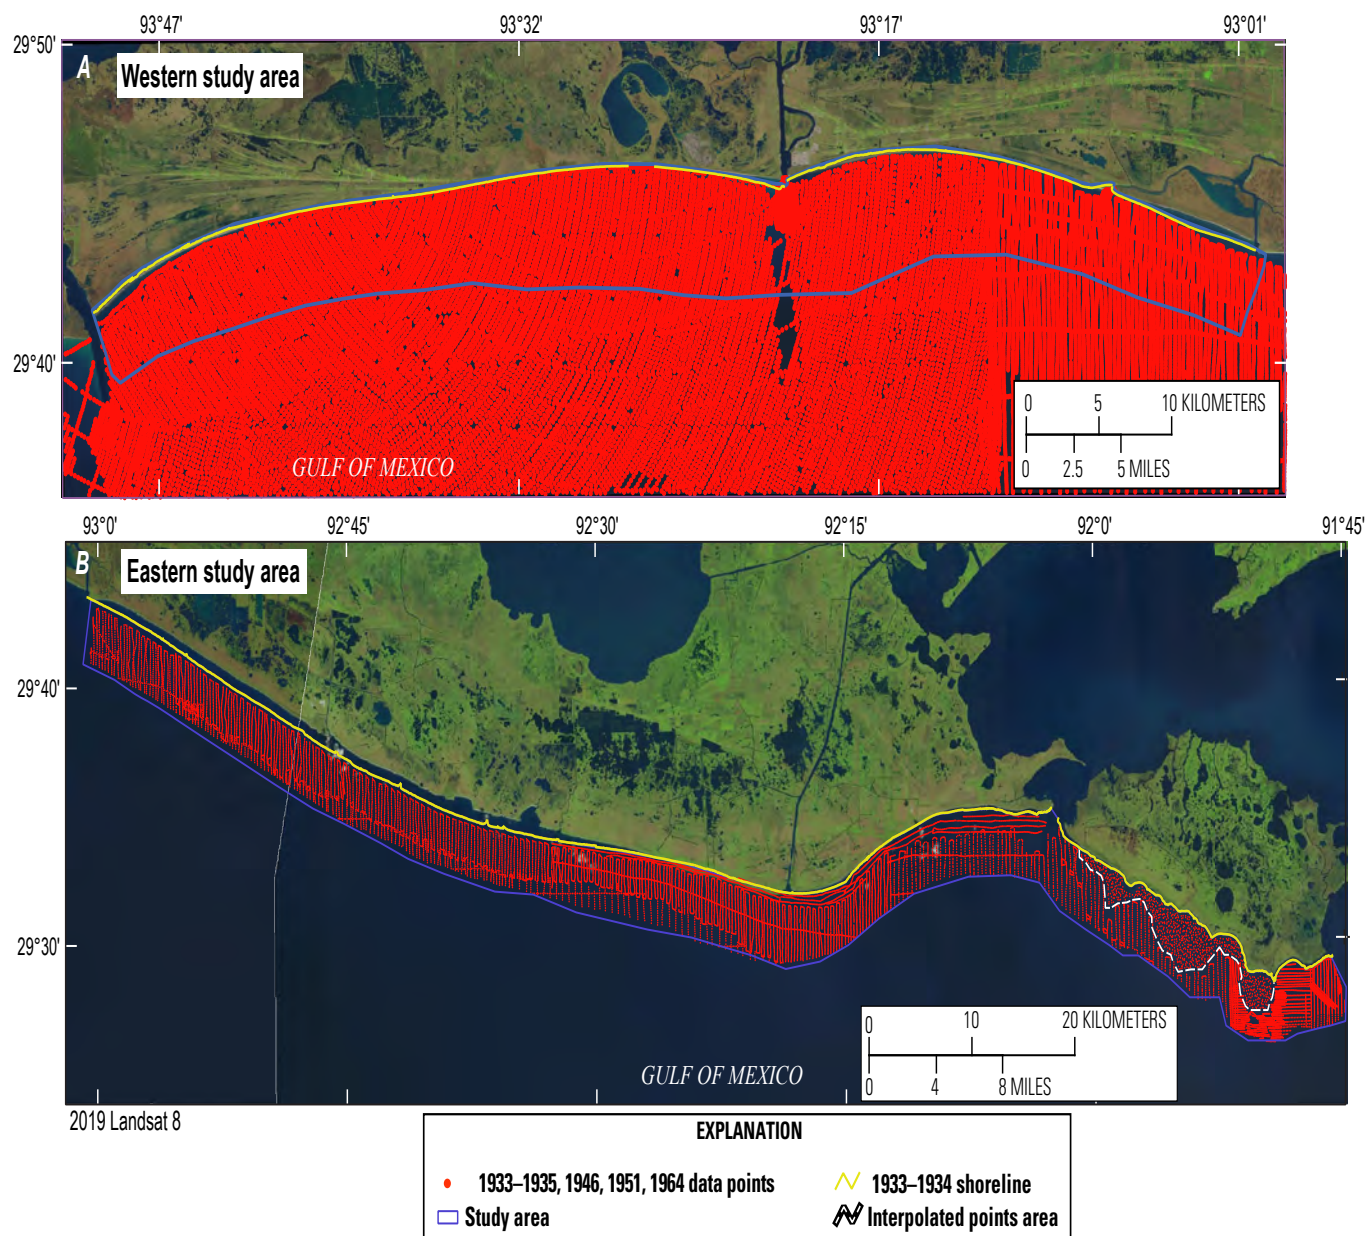 93°47' 93°32' 93°17' 93°01'
29°50'
A Western study area
29°40'
0 5 10 KILOMETERS
0 2.5 5 MILES
GULF OF MEXICO
93°0' 92°45' 92°30' 92°15' 92°0' 91°45'
B Eastern study area
29°40'
29°30'
0 10 20 KILOMETERS
0 4 8 MILES
GULF OF MEXICO
2019 Landsat 8
EXPLANATION
1933–1935, 1946, 1951, 1964 data points
1933–1934 shoreline
Study area
Interpolated points area